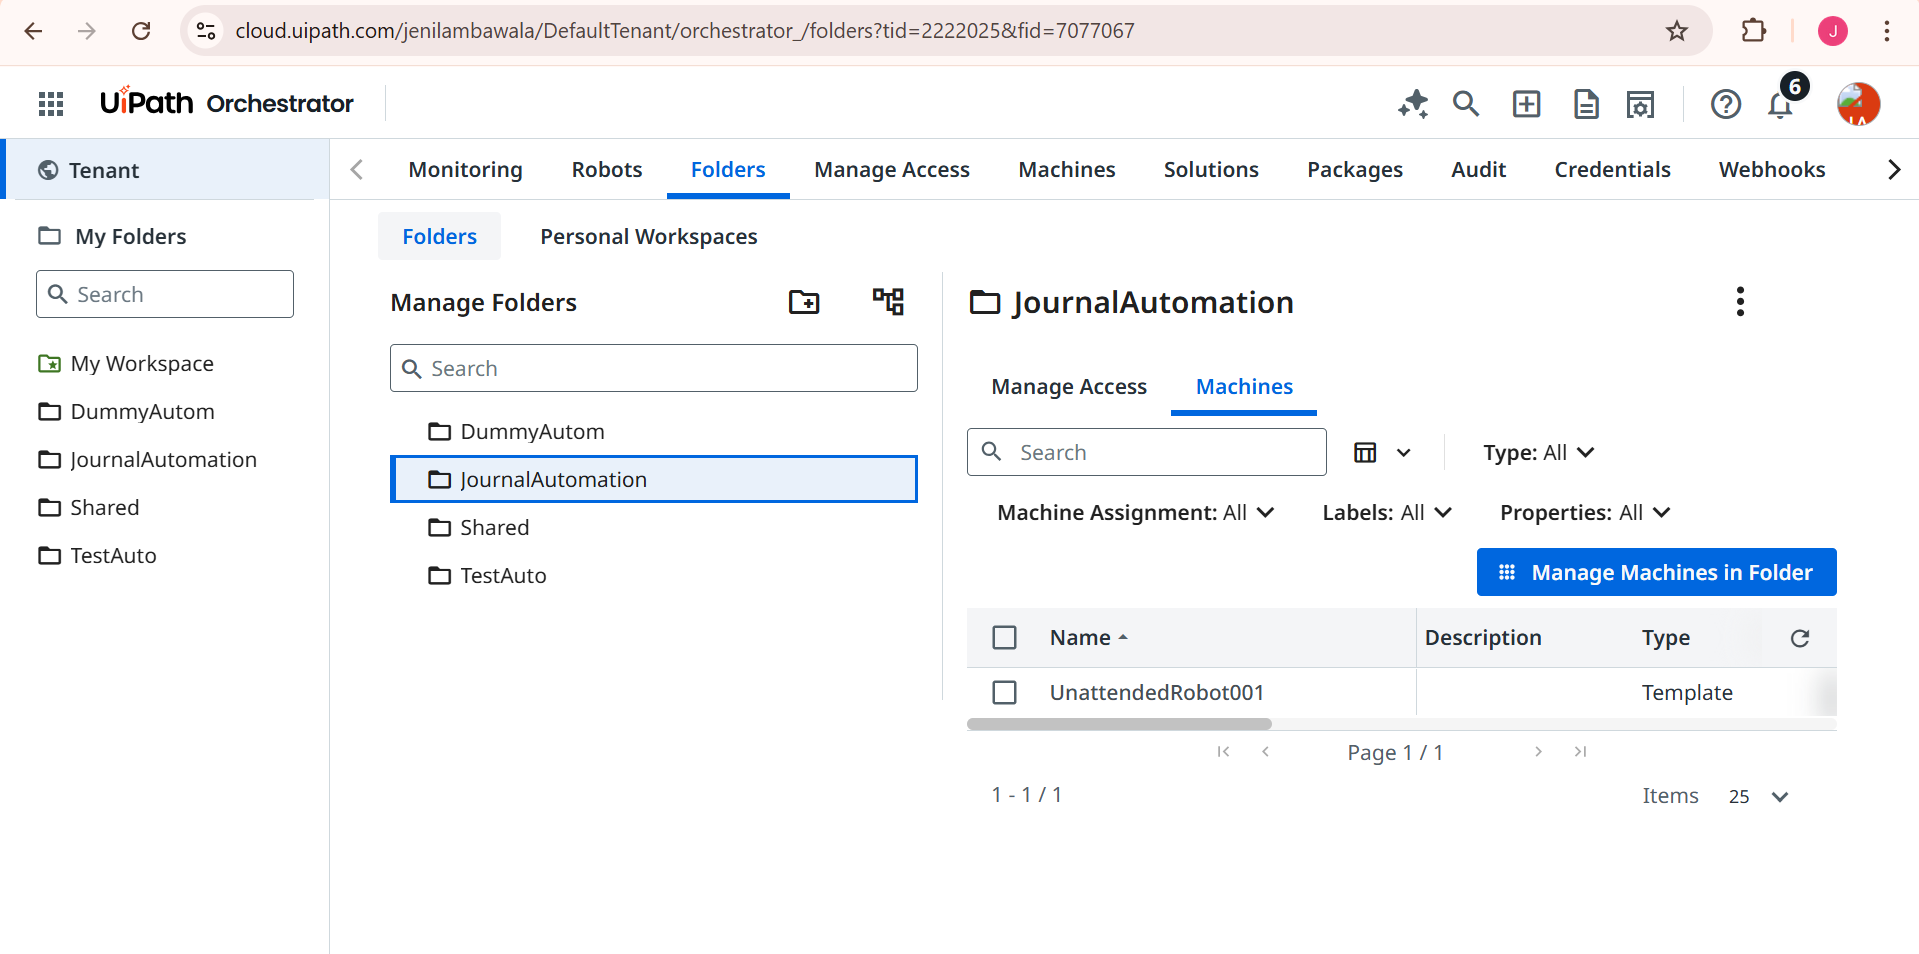 cloud.uipath.com/jenilambawala/DefaultTenant/orchestrator_/folders?tid=2222025&fid=7077067
J
UiPath Orchestrator
6
Tenant
Monitoring Robots Folders Manage Access Machines Solutions Packages Audit Credentials Webhooks
My Folders
Search
My Workspace
DummyAutom
JournalAutomation
Shared
TestAuto
Folders Personal Workspaces
Manage Folders
Search
DummyAutom
JournalAutomation
Shared
TestAuto
JournalAutomation
Manage Access Machines
Search Type: All
Machine Assignment: All Labels: All Properties: All
Manage Machines in Folder
Name Description Type
UnattendedRobot001 Template
Page 1 / 1
1 - 1 / 1 Items 25